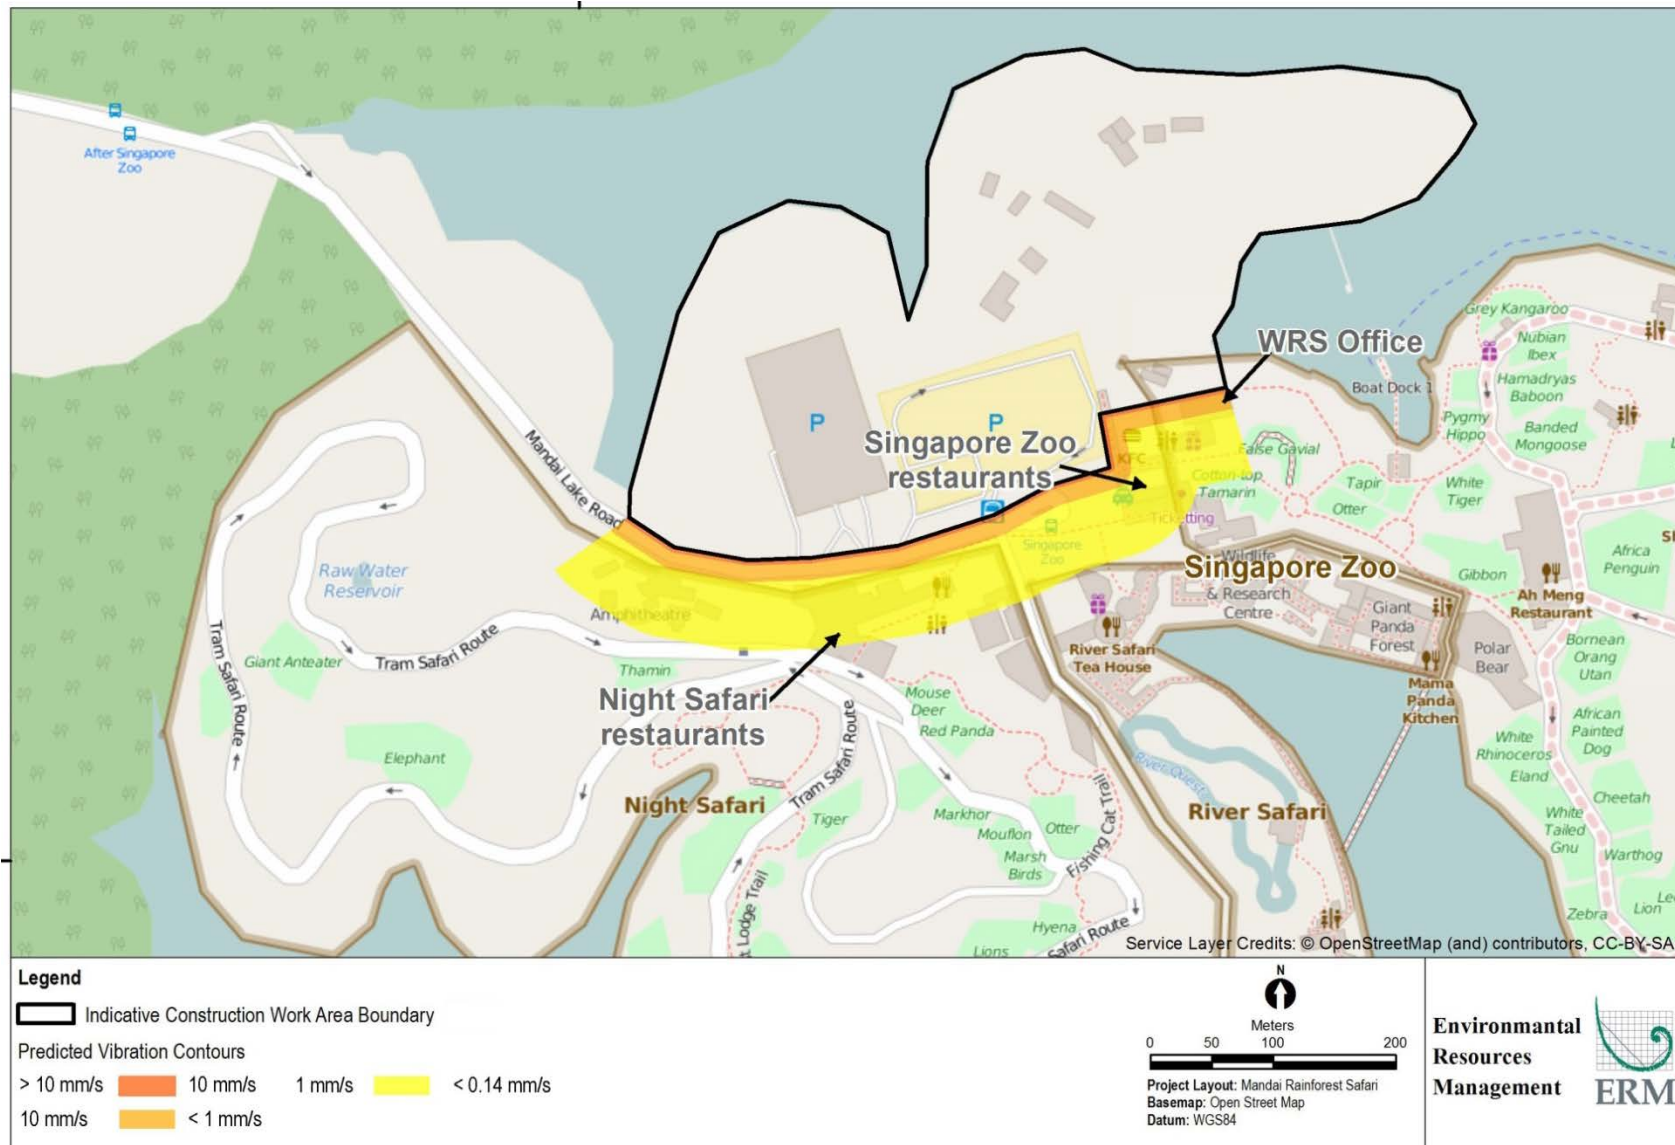 After Singapore
Zoo
Mandai Lake Road
P
P
WRS Office
Singapore Zoo
restaurants
KFC
Ticketting
Singapore
Zoo
Boat Dock 1
Grey Kangaroo
Nubian
Ibex
Hamadryas
Baboon
Pygmy
Hippo
Banded
Mongoose
False Gavial
Cotton-top
Tamarin
Tapir
Otter
White
Tiger
Africa
Penguin
Singapore Zoo
Wildlife
& Research
Centre
Gibbon
Ah Meng
Restaurant
Giant
Panda
Forest
Polar
Bear
Bornean
Orang
Utan
Mama
Panda
Kitchen
River Safari
Tea House
Raw Water
Reservoir
Amphitheatre
Tram Safari Route
Tram Safari Route
Giant Anteater
Thamin
Night Safari
restaurants
Mouse
Deer
Red Panda
Elephant
Night Safari
Tram Safari Route
Tiger
Markhor
Mouflon
Otter
Marsh
Birds
Fishing Cat Trail
River Quest
River Safari
White
Rhinoceros
African
Painted
Dog
Eland
Cheetah
White
Tailed
Gnu
Warthog
Zebra
Lion
Hyena
Lions
t Lodge Trail
Safari Route
Service Layer Credits: © OpenStreetMap (and) contributors, CC-BY-SA
Legend
Indicative Construction Work Area Boundary
Predicted Vibration Contours
> 10 mm/s 10 mm/s 1 mm/s < 0.14 mm/s
10 mm/s < 1 mm/s
N
Meters
0 50 100 200
Project Layout: Mandai Rainforest Safari
Basemap: Open Street Map
Datum: WGS84
Environmantal
Resources
Management
ERM